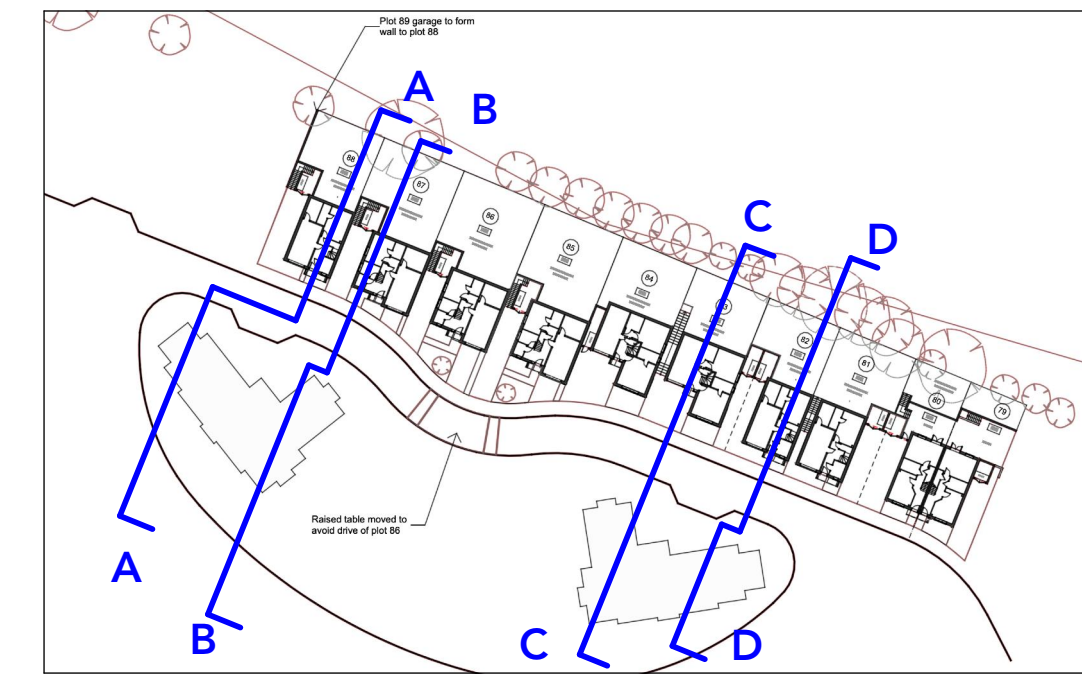 Plot 89 garage to form
wall to plot 88
A
B
88
87
86
85
C
D
84
82
81
80
79
Raised table moved to
avoid drive of plot 86
A
B
C
D